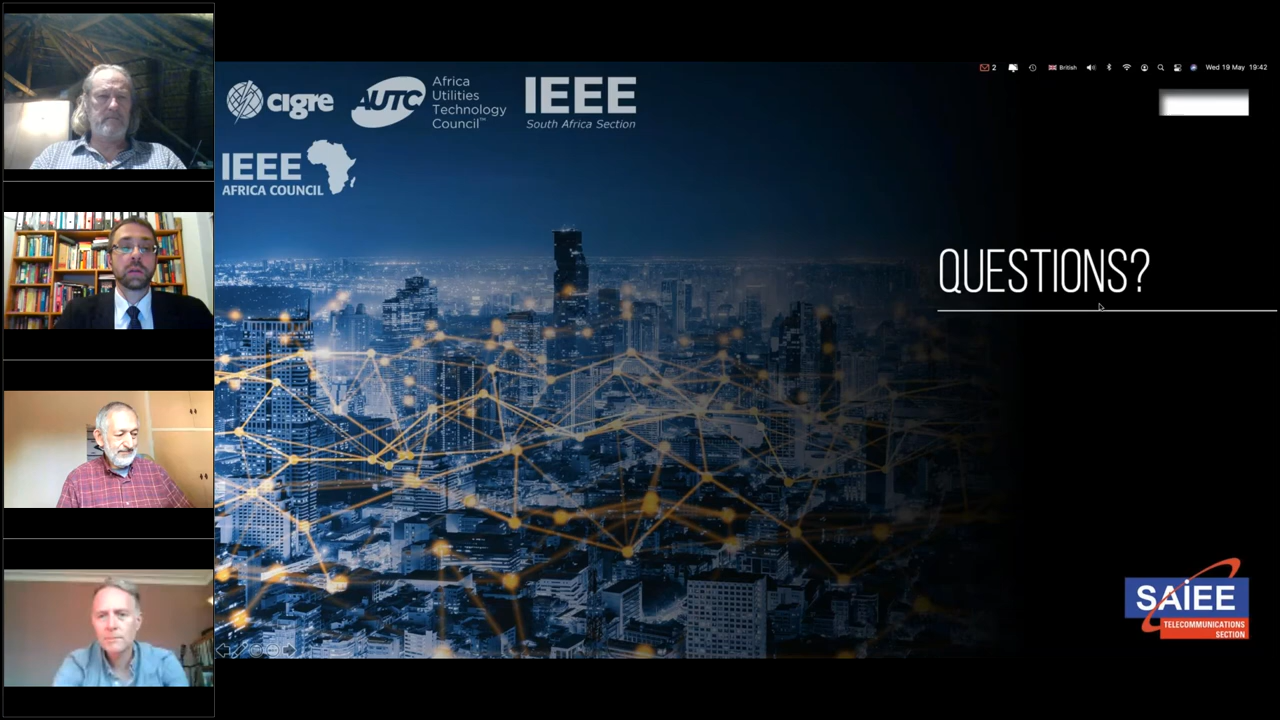 2
British
Wed 19 May 19:42
cigre
AUTC
Africa
Utilities
Technology
Council™
IEEE
South Africa Section
IEEE
AFRICA COUNCIL
QUESTIONS?
SAiEE
TELECOMMUNICATIONS
SECTION